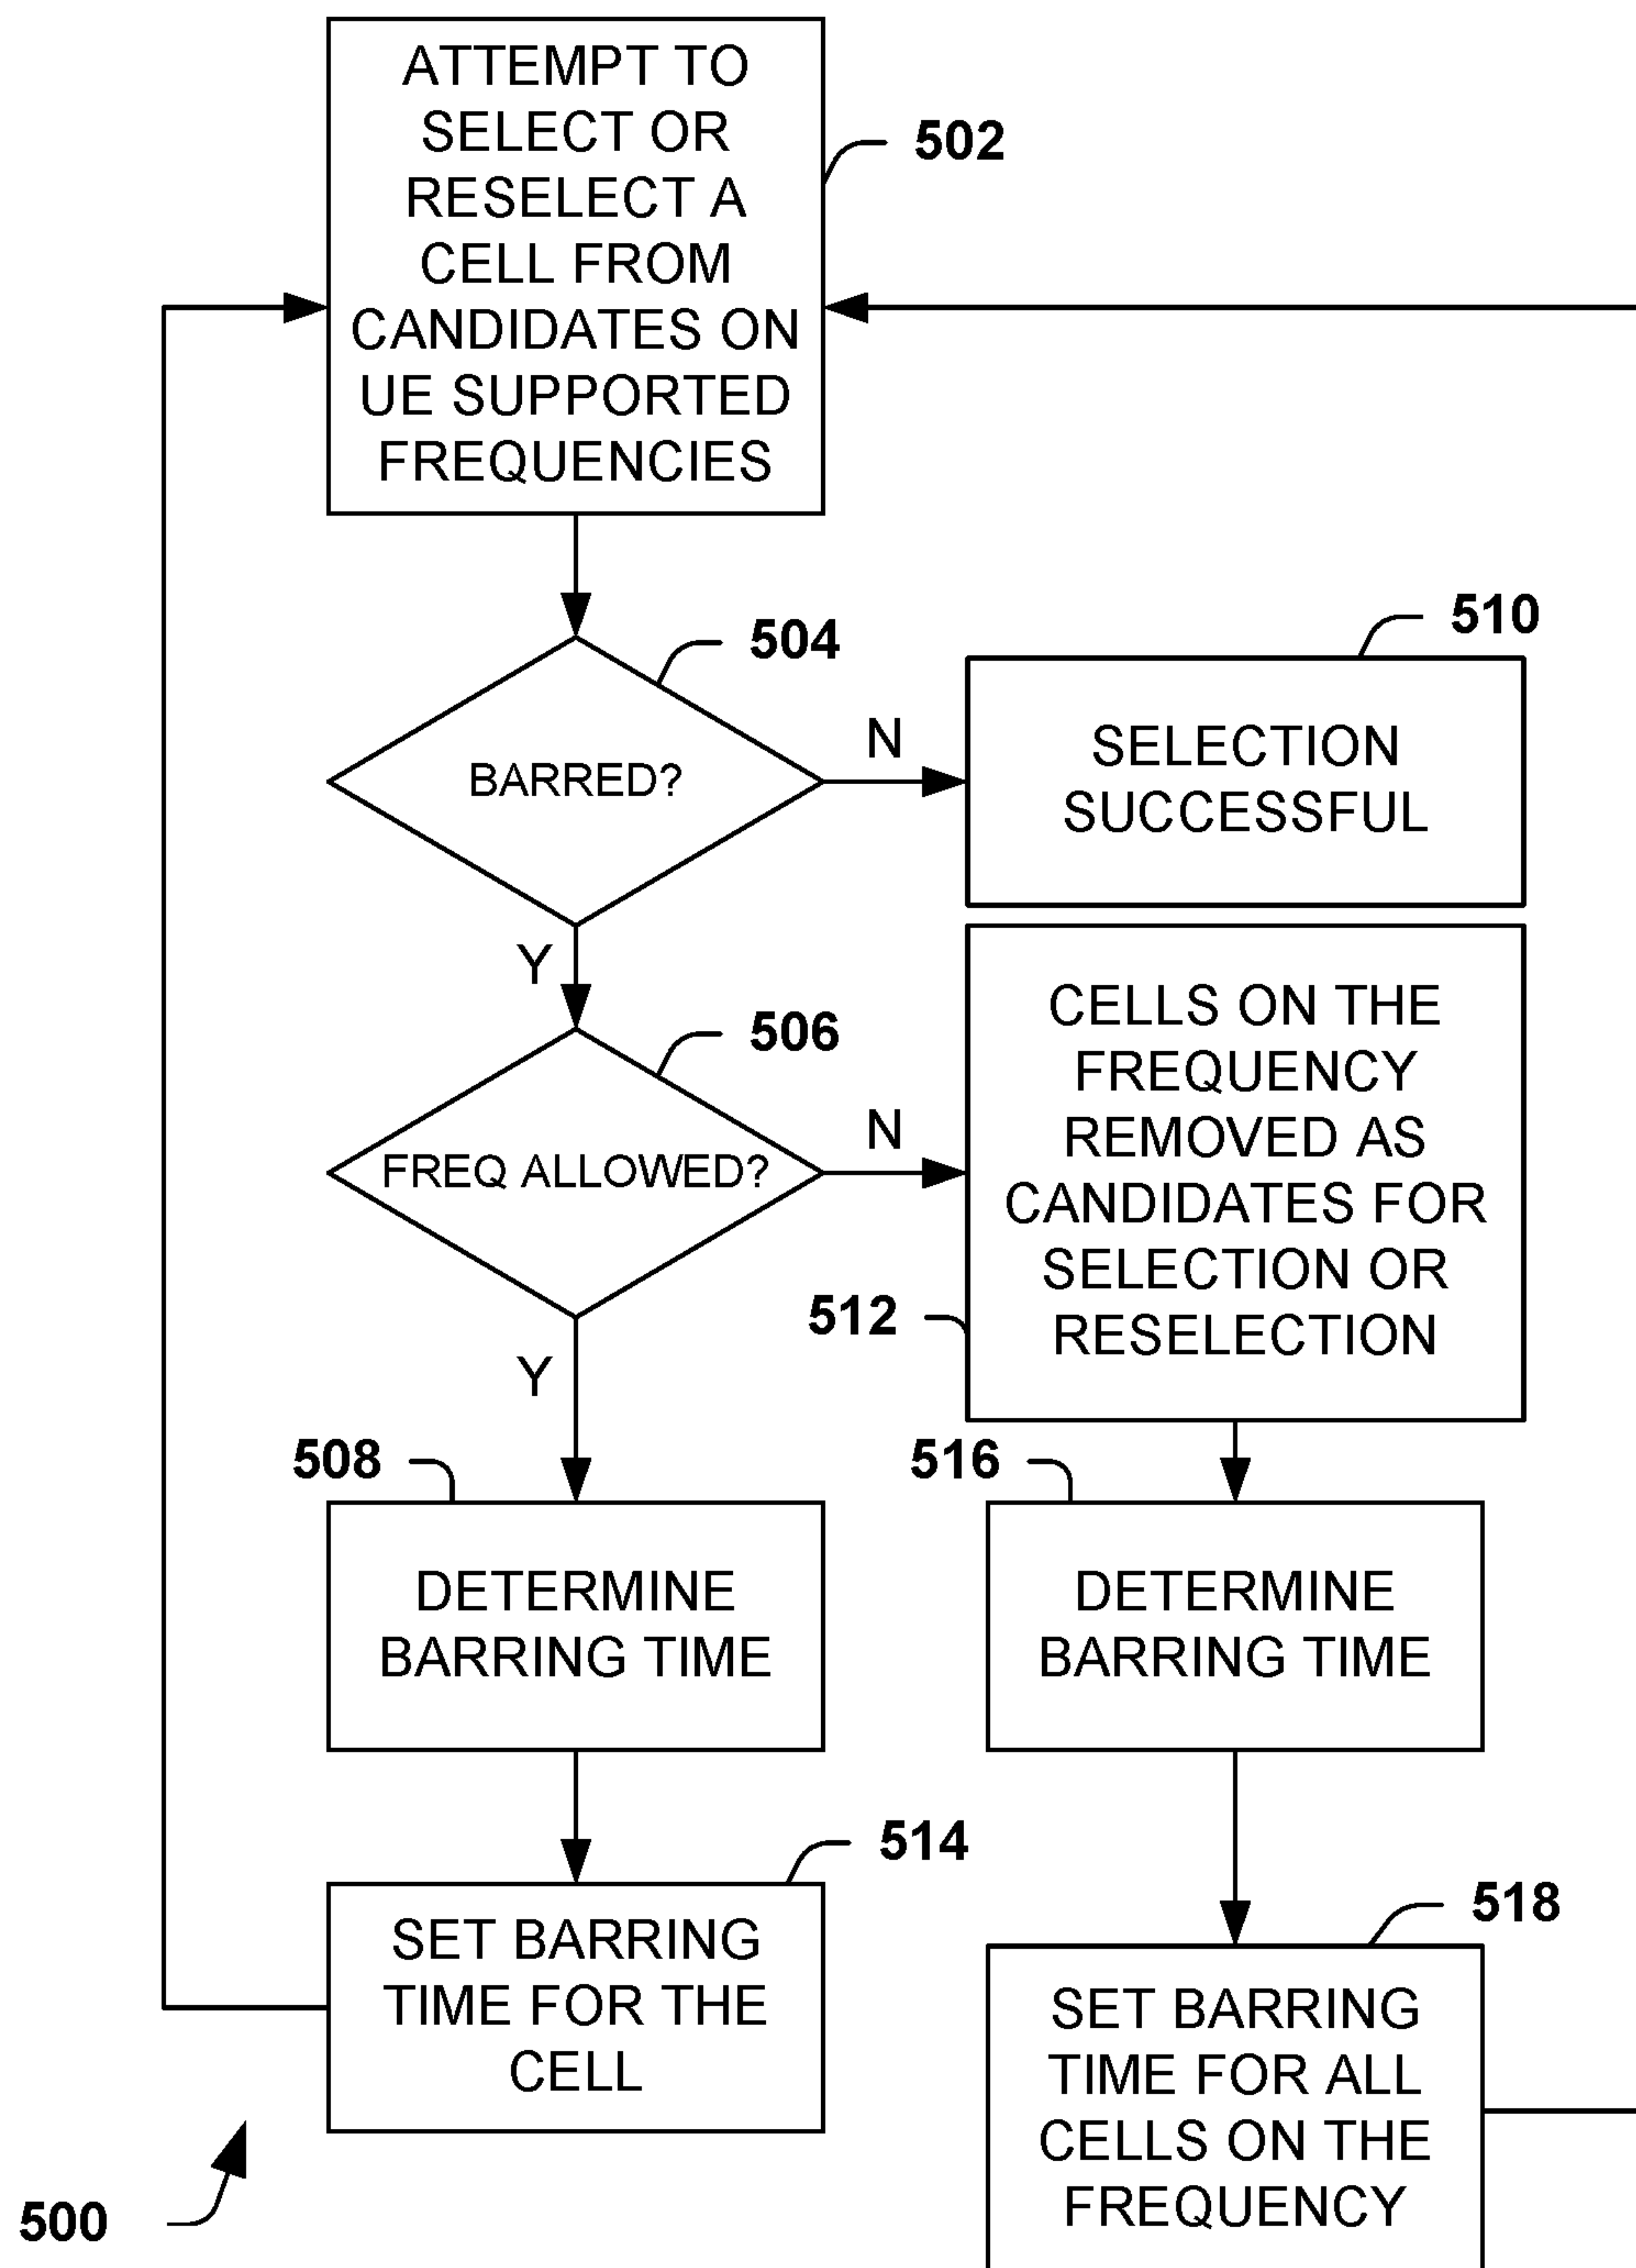 ATTEMPT TO
SELECT OR
RESELECT A
CELL FROM
CANDIDATES ON
UE SUPPORTED
FREQUENCIES
502
504
BARRED?
N
510
SELECTION
SUCCESSFUL
Y
506
FREQ ALLOWED?
N
CELLS ON THE
FREQUENCY
REMOVED AS
CANDIDATES FOR
SELECTION OR
RESELECTION
512
Y
508
DETERMINE
BARRING TIME
516
DETERMINE
BARRING TIME
514
SET BARRING
TIME FOR THE
CELL
518
SET BARRING
TIME FOR ALL
CELLS ON THE
FREQUENCY
500